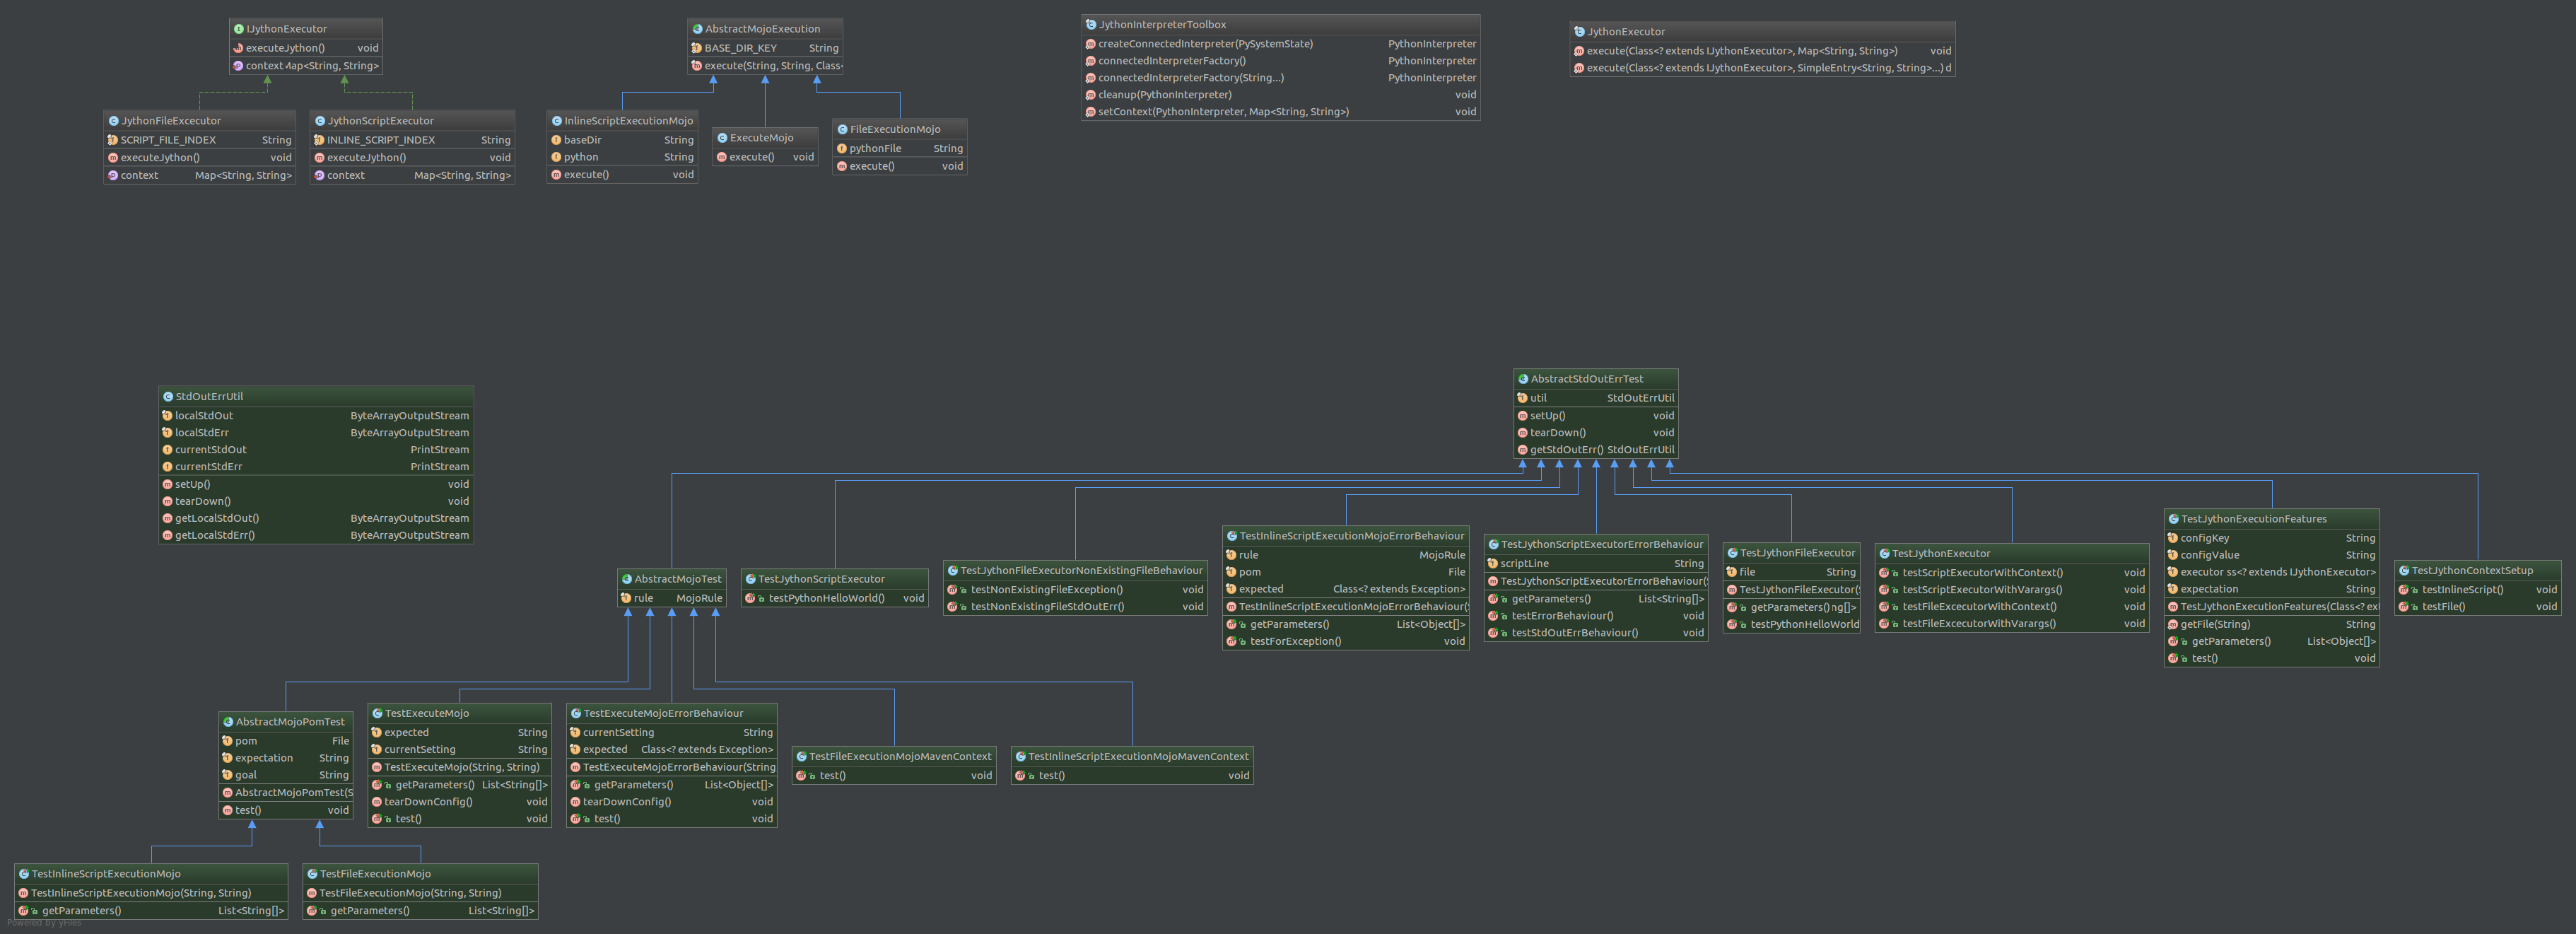 IJythonExecutor
executeJython() void
context Map<String, String>
AbstractMojoExecution
BASE_DIR_KEY String
execute(String, String, Class
JythonInterpreterToolbox
createConnectedInterpreter(PySystemState) PythonInterpreter
connectedInterpreterFactory() PythonInterpreter
connectedInterpreterFactory(String...) PythonInterpreter
cleanup(PythonInterpreter) void
setContext(PythonInterpreter, Map<String, String>) void
JythonExecutor
execute(Class<? extends IJythonExecutor>, Map<String, String>) void
execute(Class<? extends IJythonExecutor>, SimpleEntry<String, String>...) d
JythonFileExcecutor
SCRIPT_FILE_INDEX String
executeJython() void
context Map<String, String>
JythonScriptExecutor
INLINE_SCRIPT_INDEX String
executeJython() void
context Map<String, String>
InlineScriptExecutionMojo
baseDir String
python String
execute() void
ExecuteMojo
execute() void
FileExecutionMojo
pythonFile String
execute() void
StdOutErrUtil
localStdOut ByteArrayOutputStream
localStdErr ByteArrayOutputStream
currentStdOut PrintStream
currentStdErr PrintStream
setUp() void
tearDown() void
getLocalStdOut() ByteArrayOutputStream
getLocalStdErr() ByteArrayOutputStream
AbstractStdOutErrTest
util StdOutErrUtil
setUp() void
tearDown() void
getStdOutErr() StdOutErrUtil
AbstractMojoTest
rule MojoRule
TestJythonScriptExecutor
testPythonHelloWorld() void
TestJythonFileExecutorNonExistingFileBehaviour
testNonExistingFileException() void
testNonExistingFileStdOutErr() void
TestInlineScriptExecutionMojoErrorBehaviour
rule MojoRule
pom File
expected Class<? extends Exception>
TestInlineScriptExecutionMojoErrorBehaviour(S
getParameters() List<Object[]>
testForException() void
TestJythonScriptExecutorErrorBehaviour
scriptLine String
TestJythonScriptExecutorErrorBehaviour(S
getParameters() List<String[]>
testErrorBehaviour() void
testStdOutErrBehaviour() void
TestJythonFileExecutor
file String
TestJythonFileExecutor(S
getParameters() ng[]>
testPythonHelloWorld
TestJythonExecutor
testScriptExecutorWithContext() void
testScriptExecutorWithVarargs() void
testFileExcecutorWithContext() void
testFileExcecutorWithVarargs() void
TestJythonExecutionFeatures
configKey String
configValue String
executor ss<? extends IJythonExecutor>
expectation String
TestJythonExecutionFeatures(Class<? ext
getFile(String) String
getParameters() List<Object[]>
test() void
TestJythonContextSetup
testInlineScript() void
testFile() void
AbstractMojoPomTest
pom File
expectation String
goal String
AbstractMojoPomTest(S
test() void
TestExecuteMojo
expected String
currentSetting String
TestExecuteMojo(String, String)
getParameters() List<String[]>
tearDownConfig() void
test() void
TestExecuteMojoErrorBehaviour
currentSetting String
expected Class<? extends Exception>
TestExecuteMojoErrorBehaviour(String
getParameters() List<Object[]>
tearDownConfig() void
test() void
TestFileExecutionMojoMavenContext
test() void
TestInlineScriptExecutionMojoMavenContext
test() void
TestInlineScriptExecutionMojo
TestInlineScriptExecutionMojo(String, String)
getParameters() List<String[]>
TestFileExecutionMojo
TestFileExecutionMojo(String, String)
getParameters() List<String[]>
Powered by yFiles